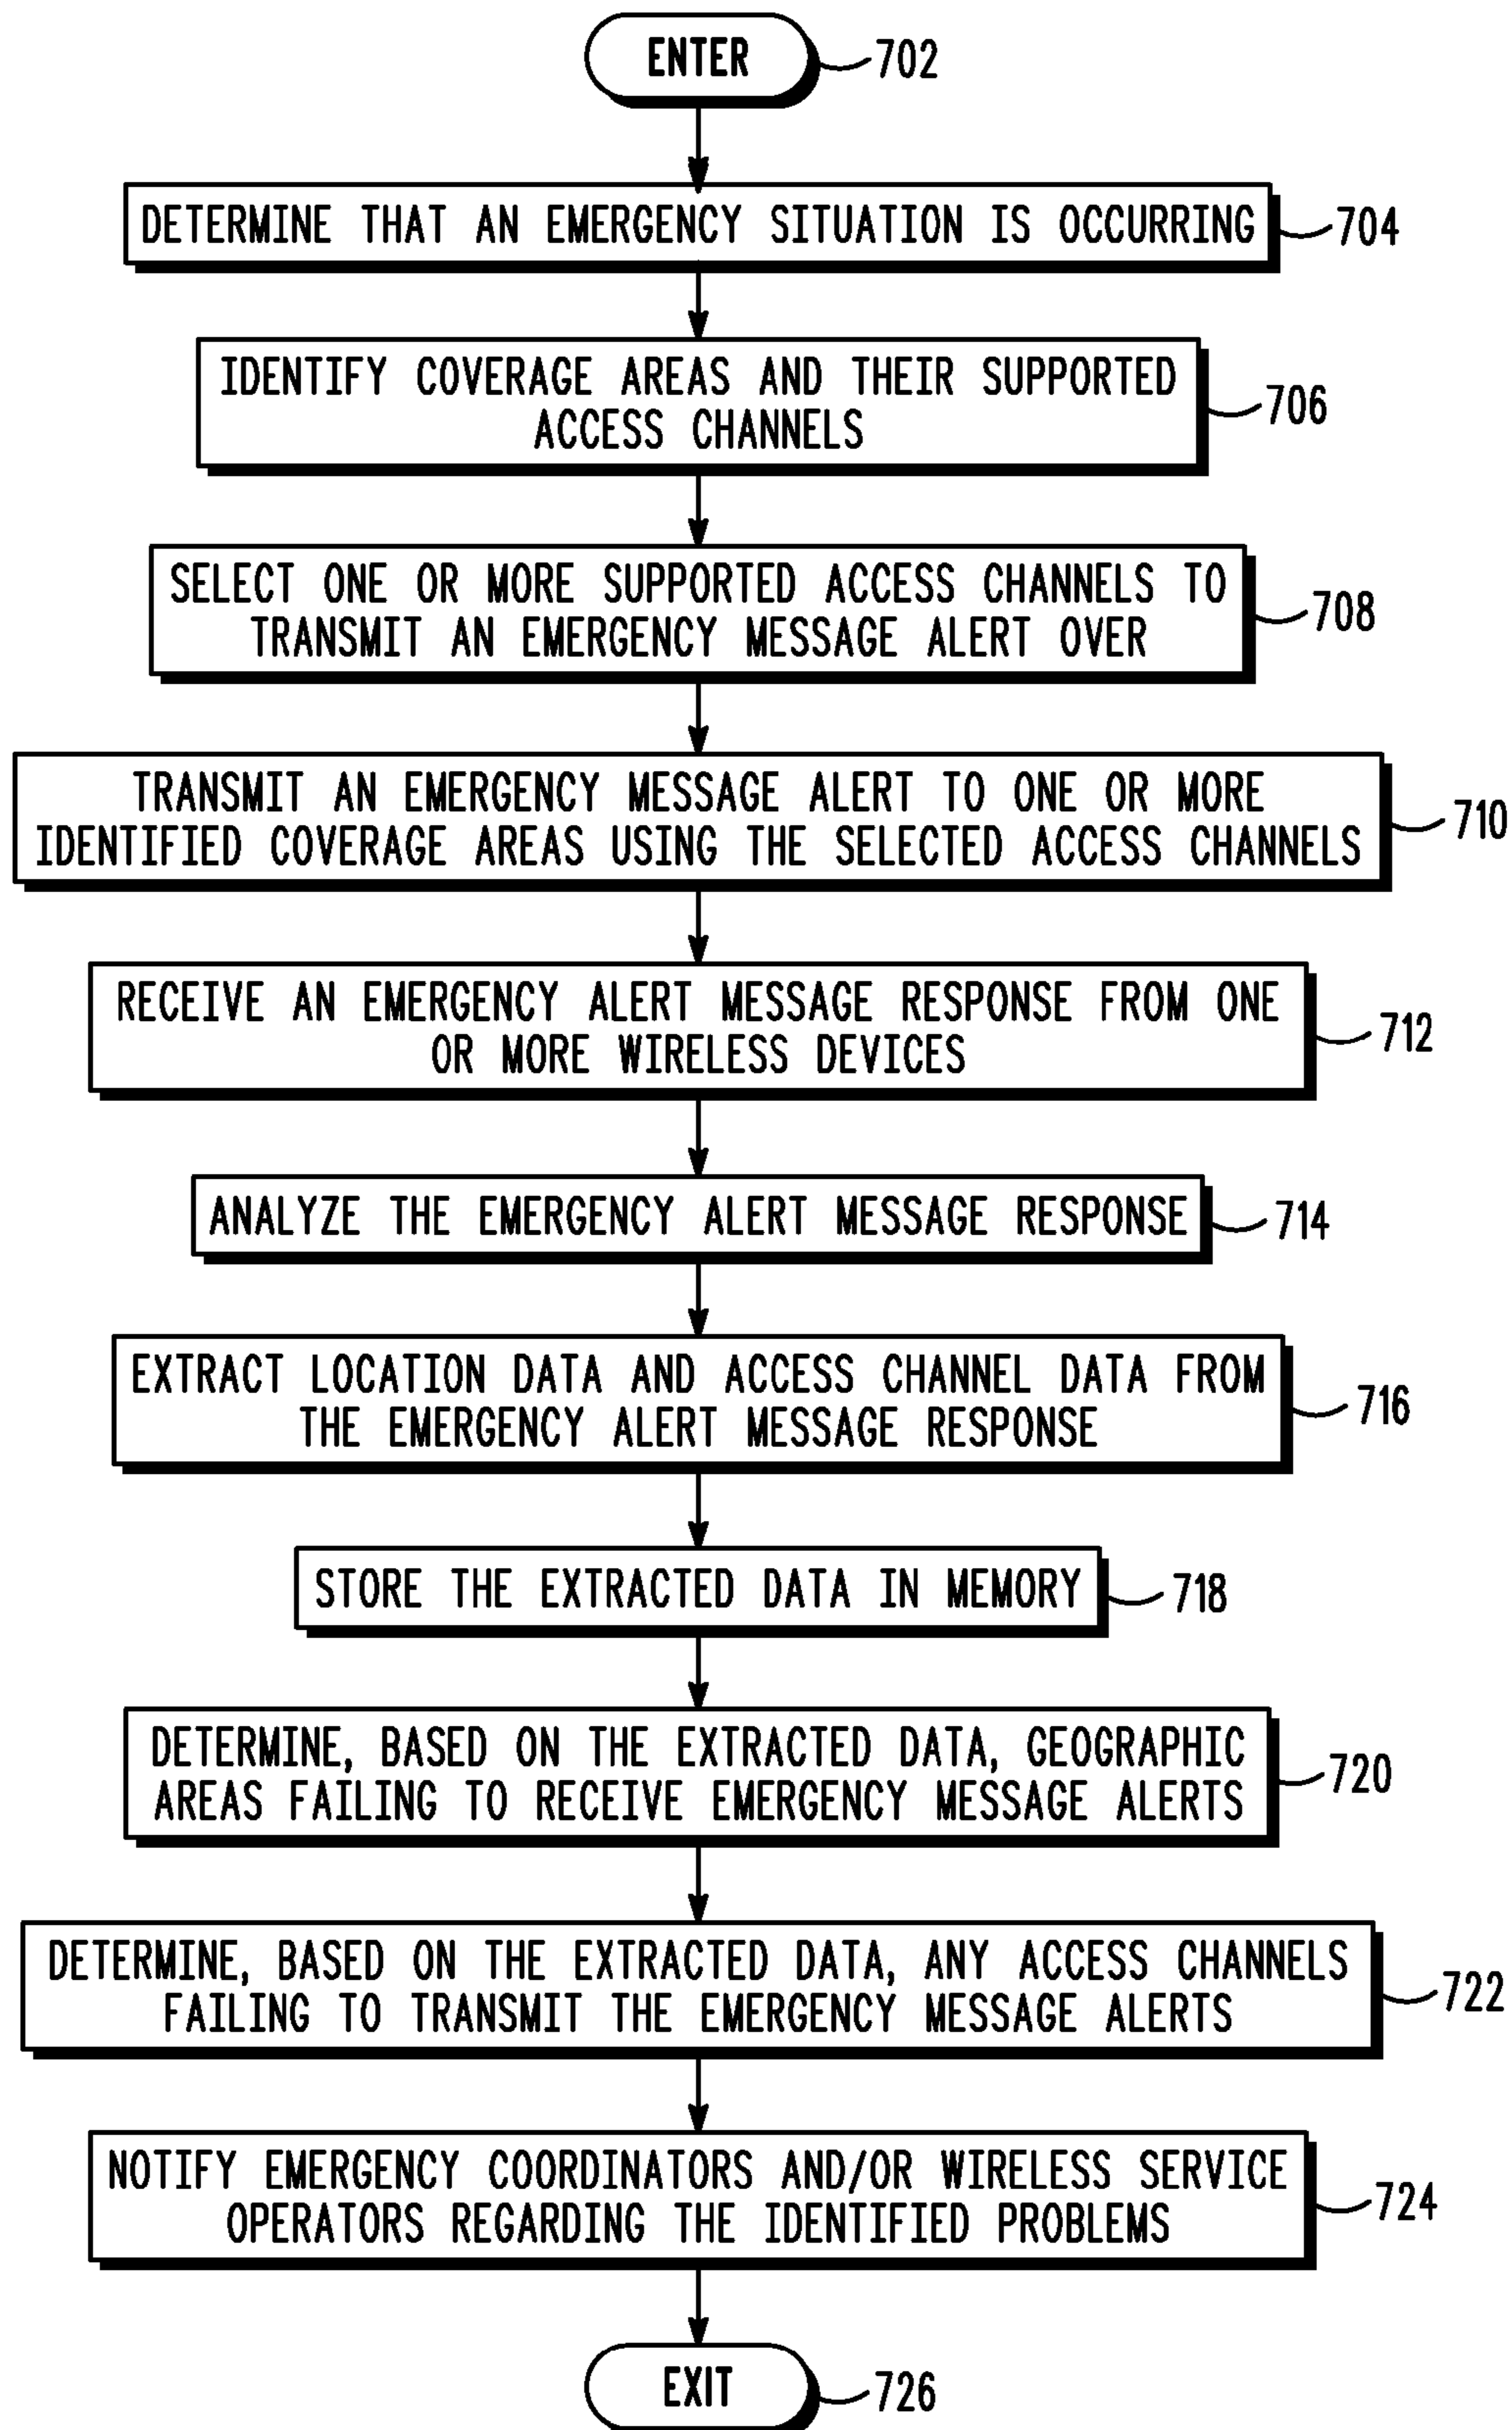 ENTER
702
DETERMINE THAT AN EMERGENCY SITUATION IS OCCURRING
704
IDENTIFY COVERAGE AREAS AND THEIR SUPPORTED
ACCESS CHANNELS
706
SELECT ONE OR MORE SUPPORTED ACCESS CHANNELS TO
TRANSMIT AN EMERGENCY MESSAGE ALERT OVER
708
TRANSMIT AN EMERGENCY MESSAGE ALERT TO ONE OR MORE
IDENTIFIED COVERAGE AREAS USING THE SELECTED ACCESS CHANNELS
710
RECEIVE AN EMERGENCY ALERT MESSAGE RESPONSE FROM ONE
OR MORE WIRELESS DEVICES
712
ANALYZE THE EMERGENCY ALERT MESSAGE RESPONSE
714
EXTRACT LOCATION DATA AND ACCESS CHANNEL DATA FROM
THE EMERGENCY ALERT MESSAGE RESPONSE
716
STORE THE EXTRACTED DATA IN MEMORY
718
DETERMINE, BASED ON THE EXTRACTED DATA, GEOGRAPHIC
AREAS FAILING TO RECEIVE EMERGENCY MESSAGE ALERTS
720
DETERMINE, BASED ON THE EXTRACTED DATA, ANY ACCESS CHANNELS
FAILING TO TRANSMIT THE EMERGENCY MESSAGE ALERTS
722
NOTIFY EMERGENCY COORDINATORS AND/OR WIRELESS SERVICE
OPERATORS REGARDING THE IDENTIFIED PROBLEMS
724
EXIT
726